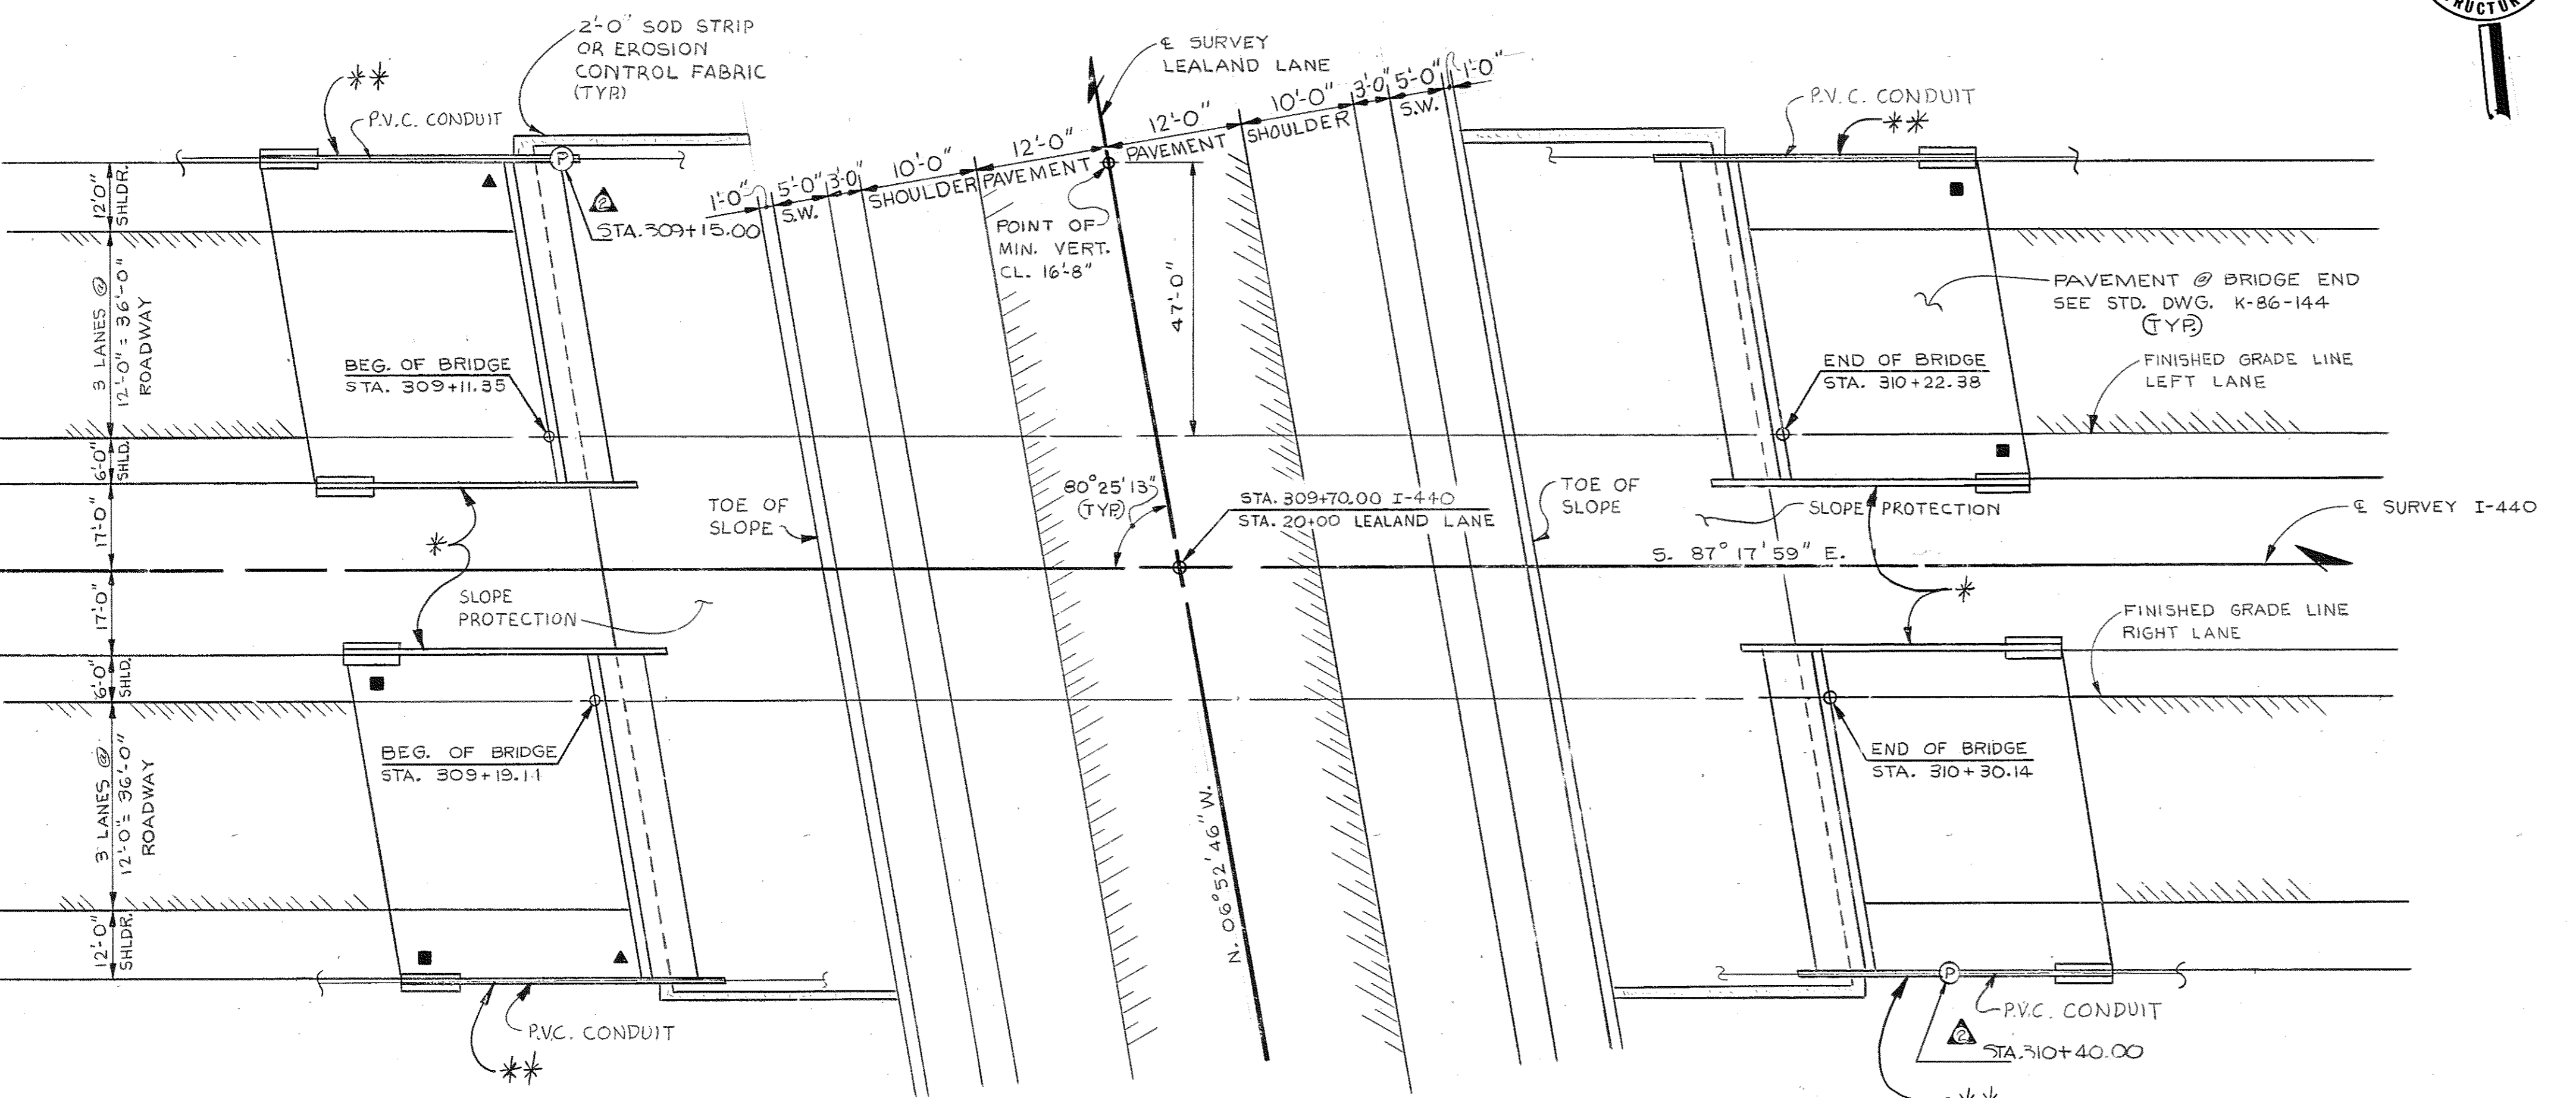 RUCTUR
2'-0" SOD STRIP
OR EROSION
CONTROL FABRIC
(TYP.)
**
P.V.C. CONDUIT
P
2
STA. 309+15.00
℄ SURVEY
LEALAND LANE
1'-0"
5'-0"
S.W.
3'-0
10'-0"
SHOULDER
12'-0"
PAVEMENT
12'-0"
PAVEMENT
10'-0"
SHOULDER
3'-0"
5'-0"
S.W.
1'-0"
P.V.C. CONDUIT
**
POINT OF
MIN. VERT.
CL. 16'-8"
47'-0"
12'-0"
SHLDR.
3 LANES @
12'-0" = 36'-0"
ROADWAY
6'-0"
SHLD.
17'-0"
17'-0"
6'-0"
SHLD.
3 LANES @
12'-0" = 36'-0"
ROADWAY
12'-0"
SHLDR.
BEG. OF BRIDGE
STA. 309+11.35
PAVEMENT @ BRIDGE END
SEE STD. DWG. K-86-144
(TYP.)
END OF BRIDGE
STA. 310+22.38
FINISHED GRADE LINE
LEFT LANE
*
TOE OF
SLOPE
80°25'13"
(TYP.)
STA. 309+70.00 I-440
STA. 20+00 LEALAND LANE
TOE OF
SLOPE
SLOPE PROTECTION
℄ SURVEY I-440
S. 87° 17' 59" E.
*
SLOPE
PROTECTION
FINISHED GRADE LINE
RIGHT LANE
BEG. OF BRIDGE
STA. 309+19.11
END OF BRIDGE
STA. 310+30.14
N. 06° 52' 46" W.
P.V.C. CONDUIT
**
P
P.V.C. CONDUIT
2
STA. 310+40.00
**